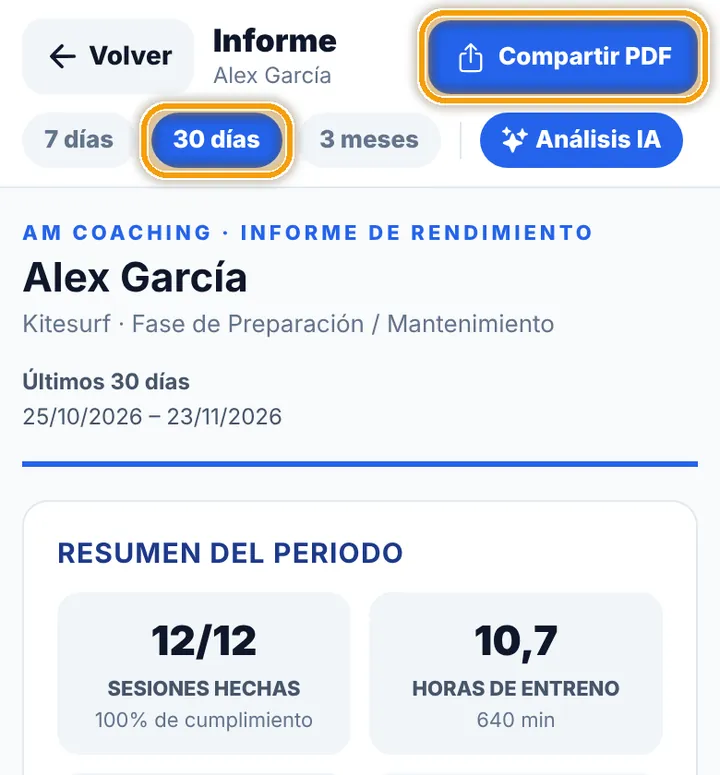 Volver
Informe
Alex García
Compartir PDF
7 días
30 días
3 meses
Análisis IA
AM COACHING · INFORME DE RENDIMIENTO
Alex García
Kitesurf · Fase de Preparación / Mantenimiento
Últimos 30 días
25/10/2026 – 23/11/2026
RESUMEN DEL PERIODO
12/12
SESIONES HECHAS
100% de cumplimiento
10,7
HORAS DE ENTRENO
640 min